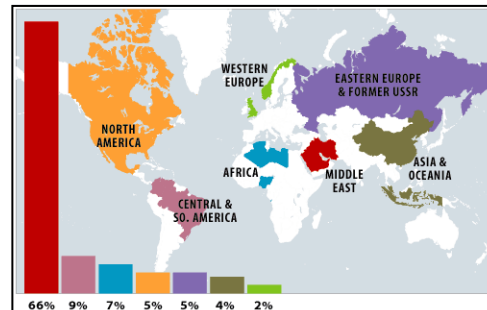 WESTERN
EUROPE
EASTERN EUROPE
& FORMER USSR
NORTH
AMERICA
AFRICA
MIDDLE
EAST
ASIA &
OCEANIA
CENTRAL &
SO. AMERICA
66% 9% 7% 5% 5% 4% 2%